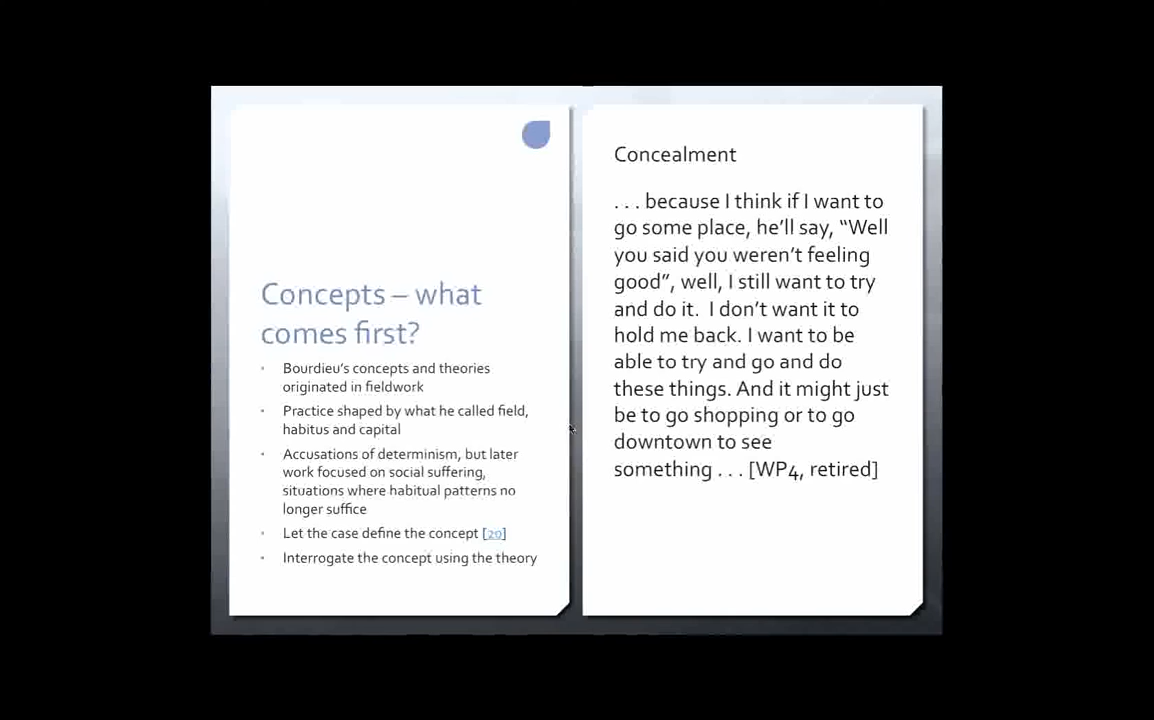 Concepts – what
comes first?
• Bourdieu's concepts and theories
originated in fieldwork
• Practice shaped by what he called field,
habitus and capital
• Accusations of determinism, but later
work focused on social suffering,
situations where habitual patterns no
longer suffice
• Let the case define the concept [20]
• Interrogate the concept using the theory
Concealment
. . . because I think if I want to
go some place, he'll say, “Well
you said you weren't feeling
good”, well, I still want to try
and do it.  I don't want it to
hold me back. I want to be
able to try and go and do
these things. And it might just
be to go shopping or to go
downtown to see
something . . . [WP4, retired]